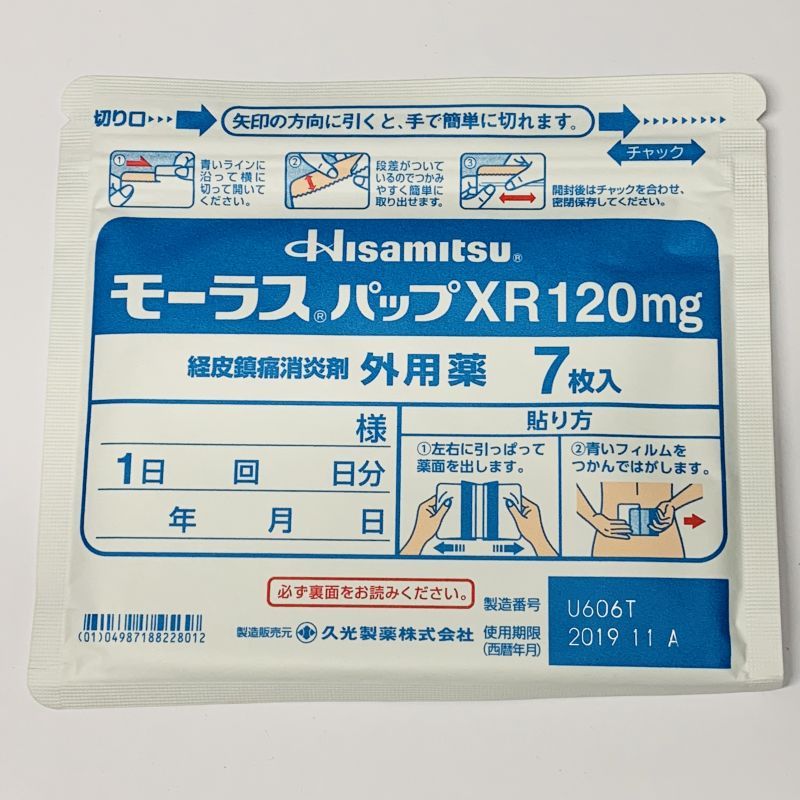 切り口
矢印の方向に引くと、手で簡単に切れます。
チャック
①
青いラインに
沿って横に
切って開いて
ください。
②
段差がついて
いるのでつかみ
やすく簡単に
取り出せます。
③
開封後はチャックを合わせ、
密閉保存してください。
HISAMITSU®
モーラス®パップXR120mg
経皮鎮痛消炎剤 外用薬 7枚入
様
1日 回 日分
年 月 日
貼り方
①左右に引っぱって
薬面を出します。
②青いフィルムを
つかんではがします。
必ず裏面をお読みください。
(01)04987188228012
製造販売元 久光製薬株式会社
製造番号 U606T
使用期限 2019 11 A
(西暦年月)